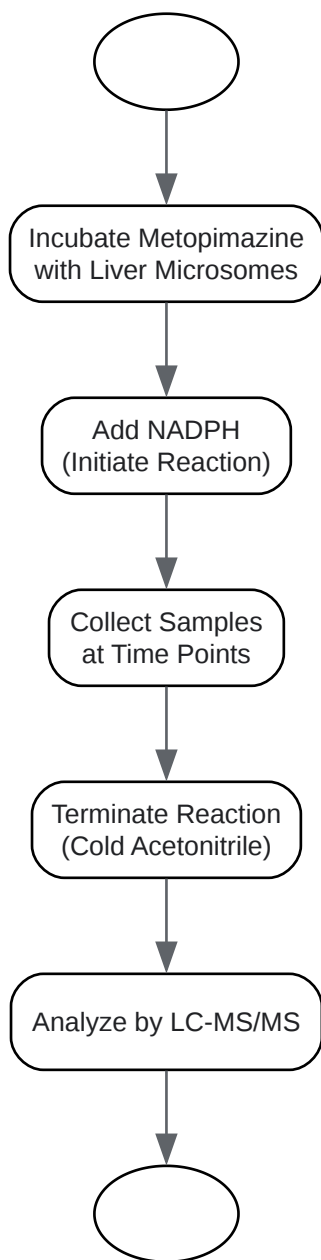 Incubate Metopimazine
with Liver Microsomes
Add NADPH
(Initiate Reaction)
Collect Samples
at Time Points
Terminate Reaction
(Cold Acetonitrile)
Analyze by LC-MS/MS